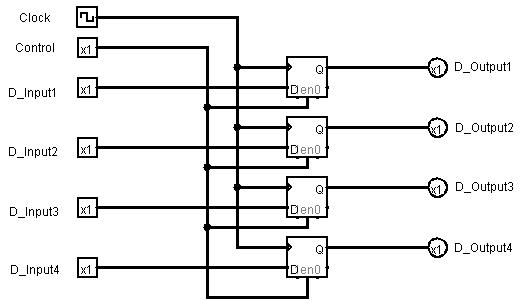 Clock
Control x1
D_Input1 x1
D_Input2 x1
D_Input3 x1
D_Input4 x1
Q
D en0
Q
D en0
Q
D en0
Q
D en0
x1 D_Output1
x1 D_Output2
x1 D_Output3
x1 D_Output4